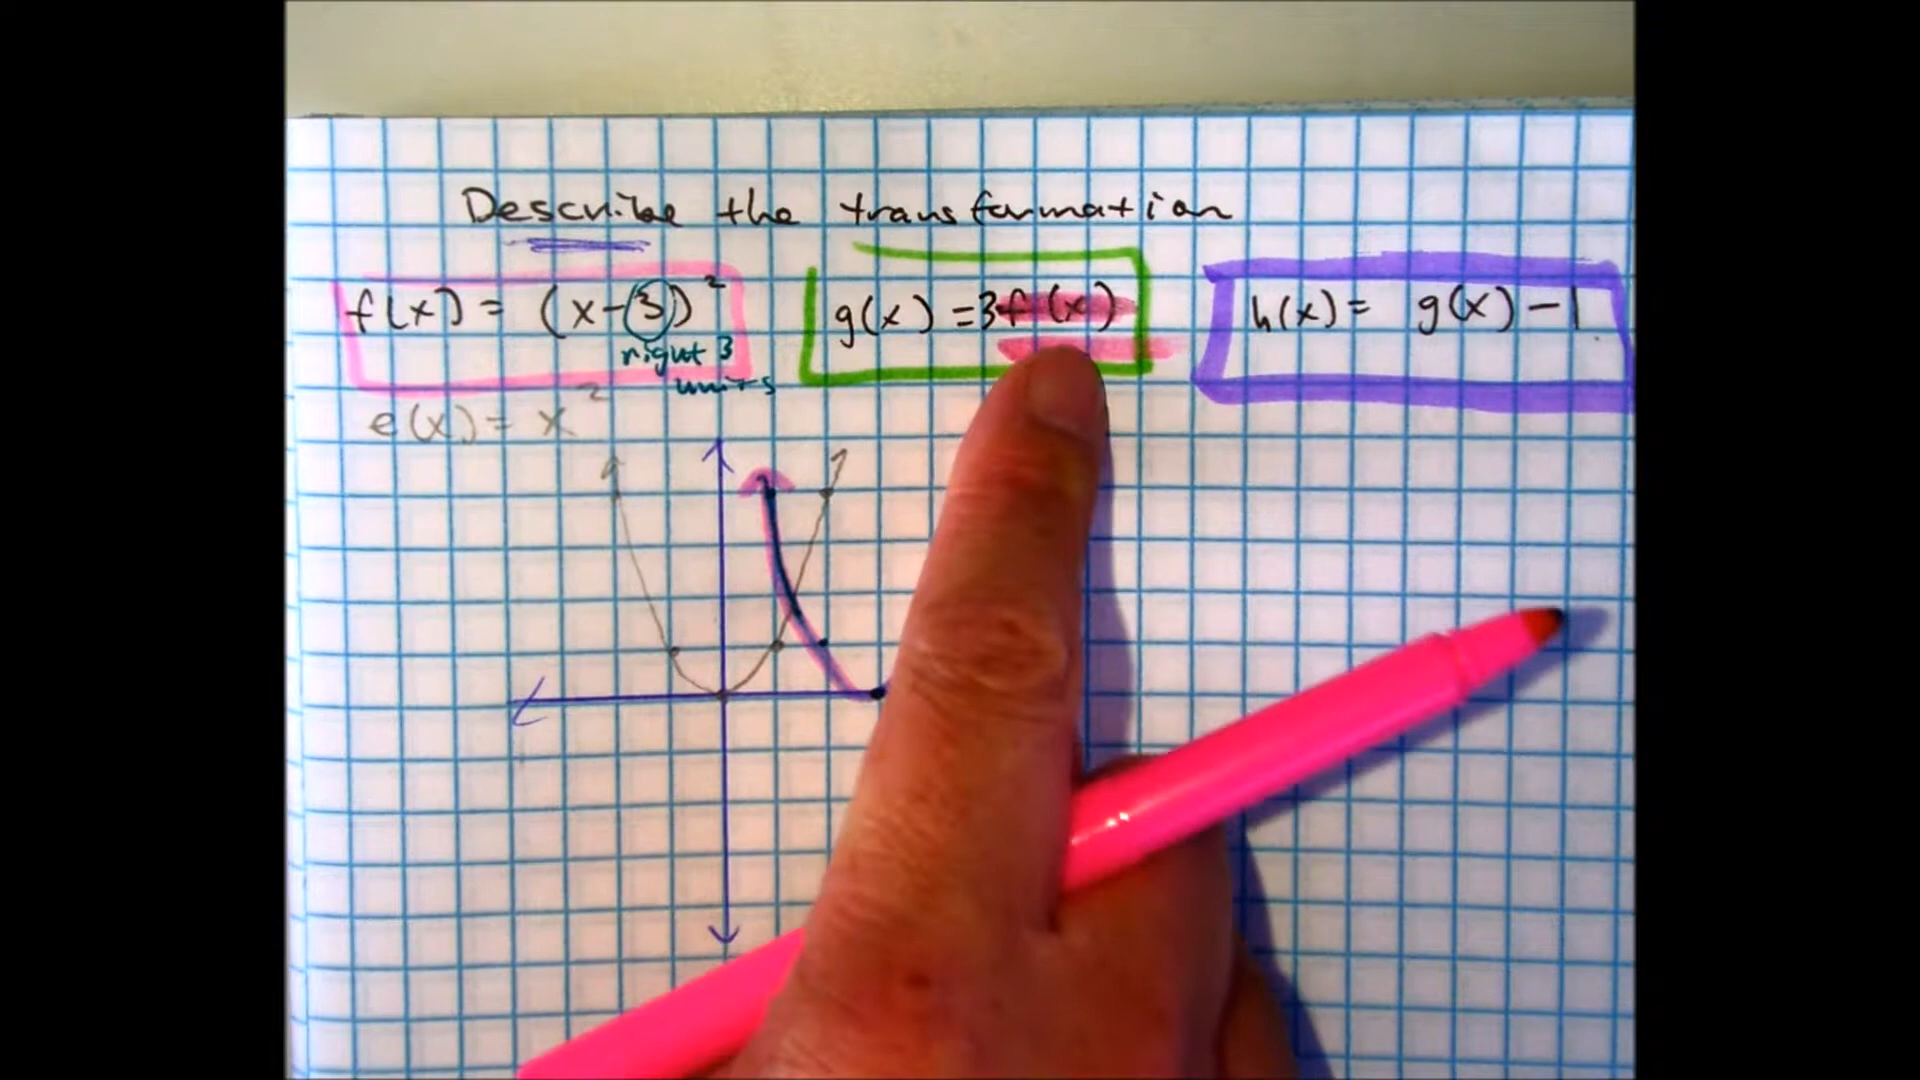 Describe the transformation
f(x) = (x-3)²
g(x) = 3f(x)
h(x) = g(x) - 1
right 3
units
e(x) = x²